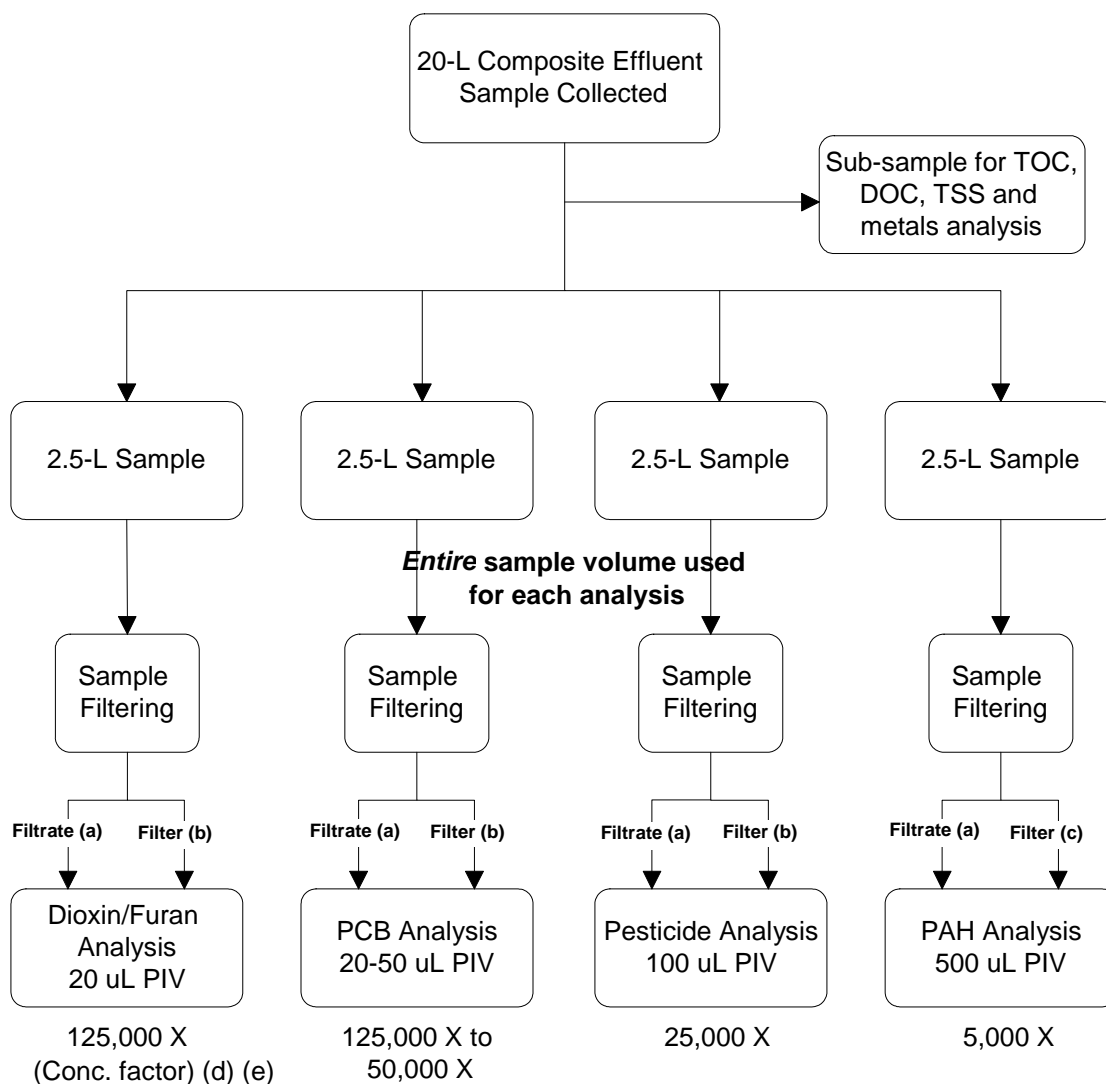 20-L Composite Effluent
Sample Collected
Sub-sample for TOC,
DOC, TSS and
metals analysis
2.5-L Sample
2.5-L Sample
2.5-L Sample
2.5-L Sample
Entire sample volume used
for each analysis
Sample
Filtering
Sample
Filtering
Sample
Filtering
Sample
Filtering
Filtrate (a)
Filter (b)
Filtrate (a)
Filter (b)
Filtrate (a)
Filter (b)
Filtrate (a)
Filter (c)
Dioxin/Furan
Analysis
20 uL PIV
PCB Analysis
20-50 uL PIV
Pesticide Analysis
100 uL PIV
PAH Analysis
500 uL PIV
125,000 X
(Conc. factor) (d) (e)
125,000 X to
50,000 X
25,000 X
5,000 X